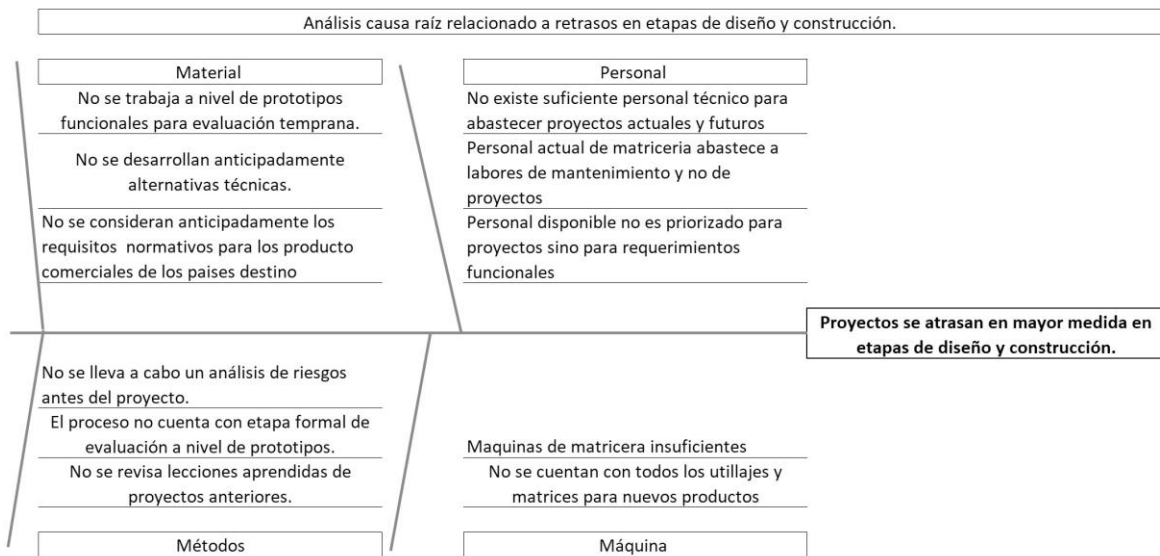 Análisis causa raíz relacionado a retrasos en etapas de diseño y construcción.
Material
No se trabaja a nivel de prototipos
funcionales para evaluación temprana.
No se desarrollan anticipadamente
alternativas técnicas.
No se consideran anticipadamente los
requisitos normativos para los producto
comerciales de los paises destino
Personal
No existe suficiente personal técnico para
abastecer proyectos actuales y futuros
Personal actual de matriceria abastece a
labores de mantenimiento y no de
proyectos
Personal disponible no es priorizado para
proyectos sino para requerimientos
funcionales
Proyectos se atrasan en mayor medida en
etapas de diseño y construcción.
No se lleva a cabo un análisis de riesgos
antes del proyecto.
El proceso no cuenta con etapa formal de
evaluación a nivel de prototipos.
No se revisa lecciones aprendidas de
proyectos anteriores.
Métodos
Maquinas de matricera insuficientes
No se cuentan con todos los utillajes y
matrices para nuevos productos
Máquina